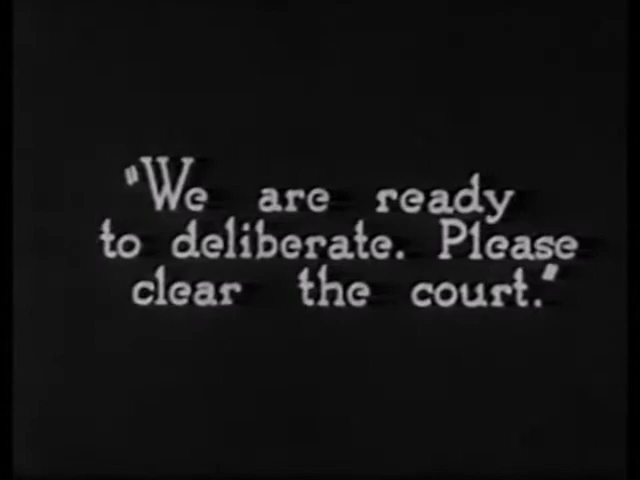 "We are ready
to deliberate. Please
clear the court."